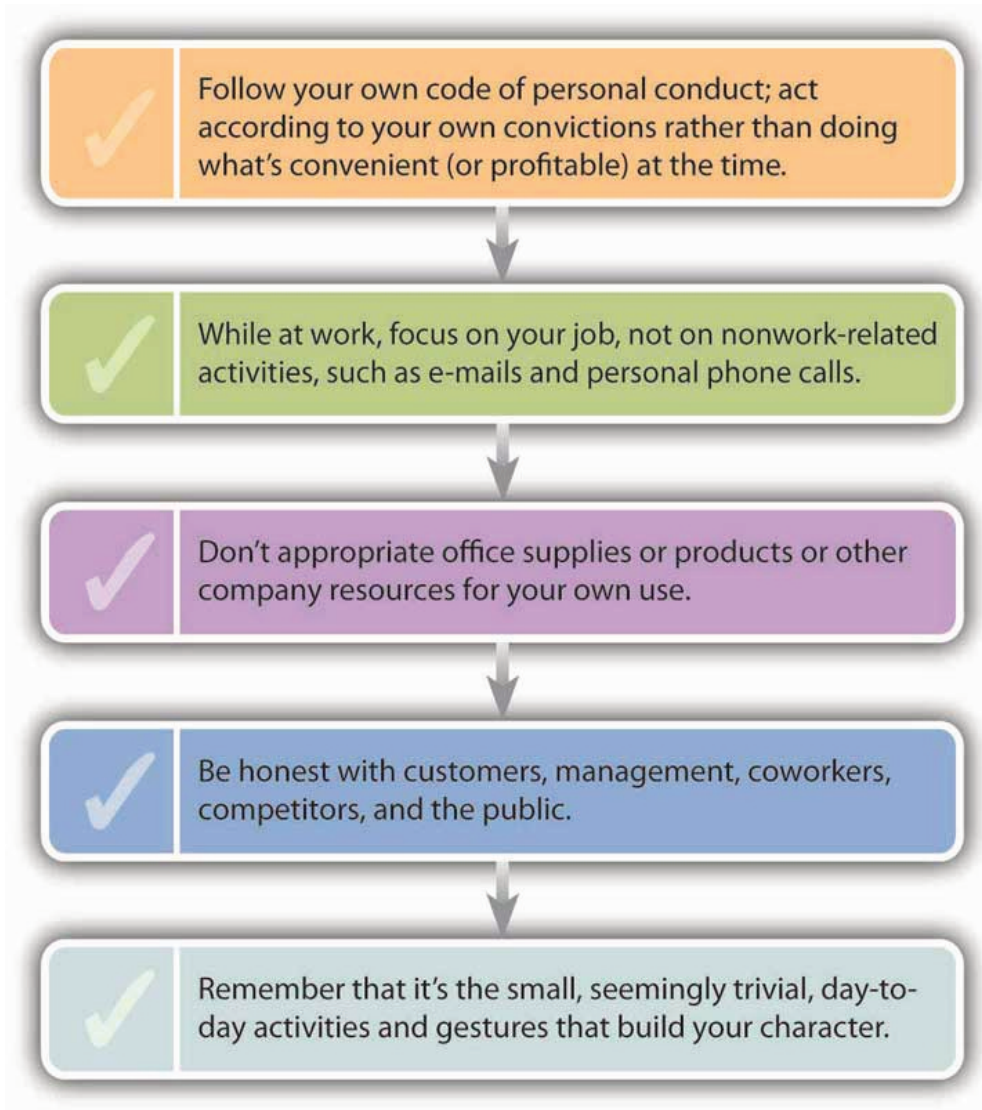 Follow your own code of personal conduct; act
according to your own convictions rather than doing
what's convenient (or profitable) at the time.
While at work, focus on your job, not on nonwork-related
activities, such as e-mails and personal phone calls.
Don't appropriate office supplies or products or other
company resources for your own use.
Be honest with customers, management, coworkers,
competitors, and the public.
Remember that it's the small, seemingly trivial, day-to-
day activities and gestures that build your character.